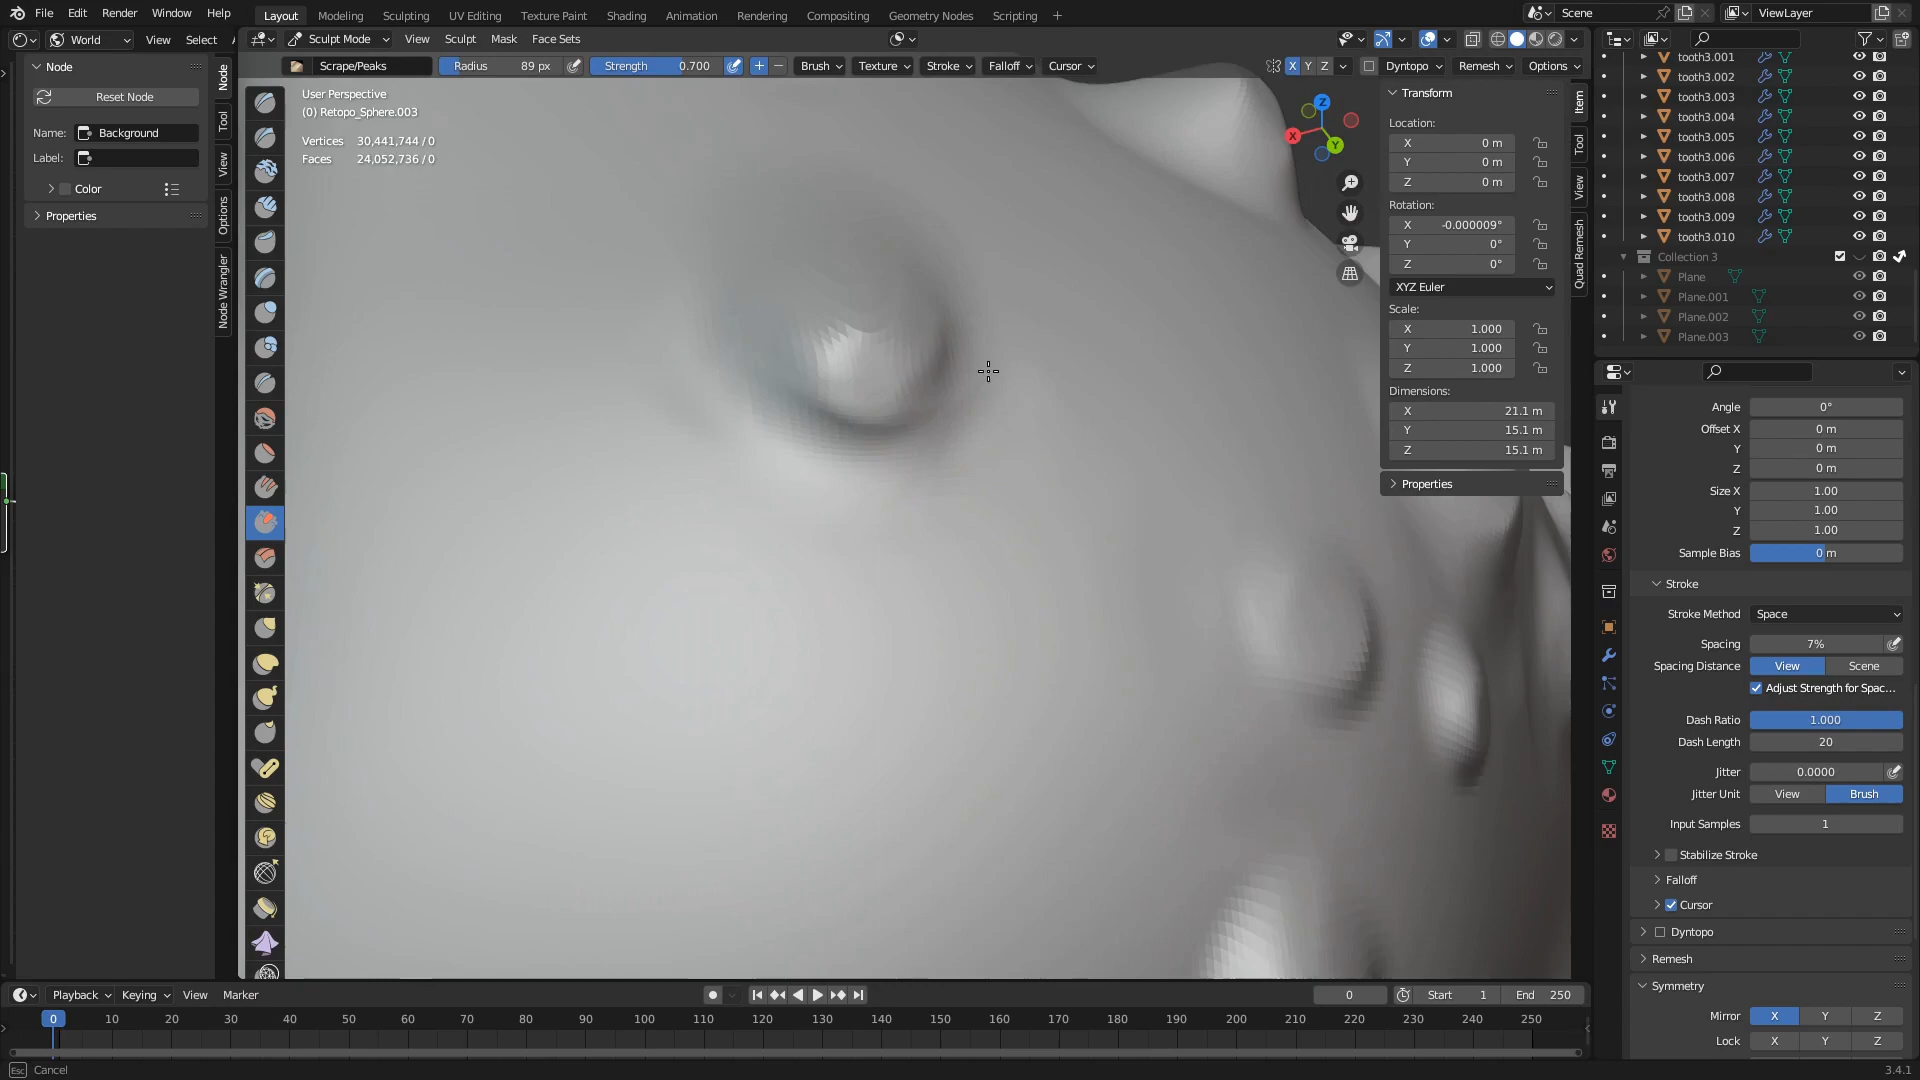 File Edit Render Window Help
Layout Modeling Sculpting UV Editing Texture Paint Shading Animation Rendering Compositing Geometry Nodes Scripting +
Scene
ViewLayer
World View Select
Sculpt Mode View Sculpt Mask Face Sets
Scrape/Peaks Radius 89 px Strength 0.700 + − Brush Texture Stroke Falloff Cursor X Y Z Dyntopo Remesh Options
Node
Reset Node
Name: Background
Label:
Color
Properties
Node
Tool
View
Options
Node Wrangler
User Perspective
(0) Retopo_Sphere.003
Vertices 30,441,744 / 0
Faces 24,052,736 / 0
Z
X
Y
Transform
Location:
X 0 m
Y 0 m
Z 0 m
Rotation:
X -0.000009°
Y 0°
Z 0°
XYZ Euler
Scale:
X 1.000
Y 1.000
Z 1.000
Dimensions:
X 21.1 m
Y 15.1 m
Z 15.1 m
Properties
Item
Tool
View
Quad Remesh
tooth3.001
tooth3.002
tooth3.003
tooth3.004
tooth3.005
tooth3.006
tooth3.007
tooth3.008
tooth3.009
tooth3.010
Collection 3
Plane
Plane.001
Plane.002
Plane.003
Angle 0°
Offset X 0 m
Y 0 m
Z 0 m
Size X 1.00
Y 1.00
Z 1.00
Sample Bias 0 m
Stroke
Stroke Method Space
Spacing 7%
Spacing Distance View Scene
Adjust Strength for Spac...
Dash Ratio 1.000
Dash Length 20
Jitter 0.0000
Jitter Unit View Brush
Input Samples 1
Stabilize Stroke
Falloff
Cursor
Dyntopo
Remesh
Symmetry
Mirror X Y Z
Lock X Y Z
Playback Keying View Marker 0 Start 1 End 250
0 10 20 30 40 50 60 70 80 90 100 110 120 130 140 150 160 170 180 190 200 210 220 230 240 250
Esc Cancel 3.4.1